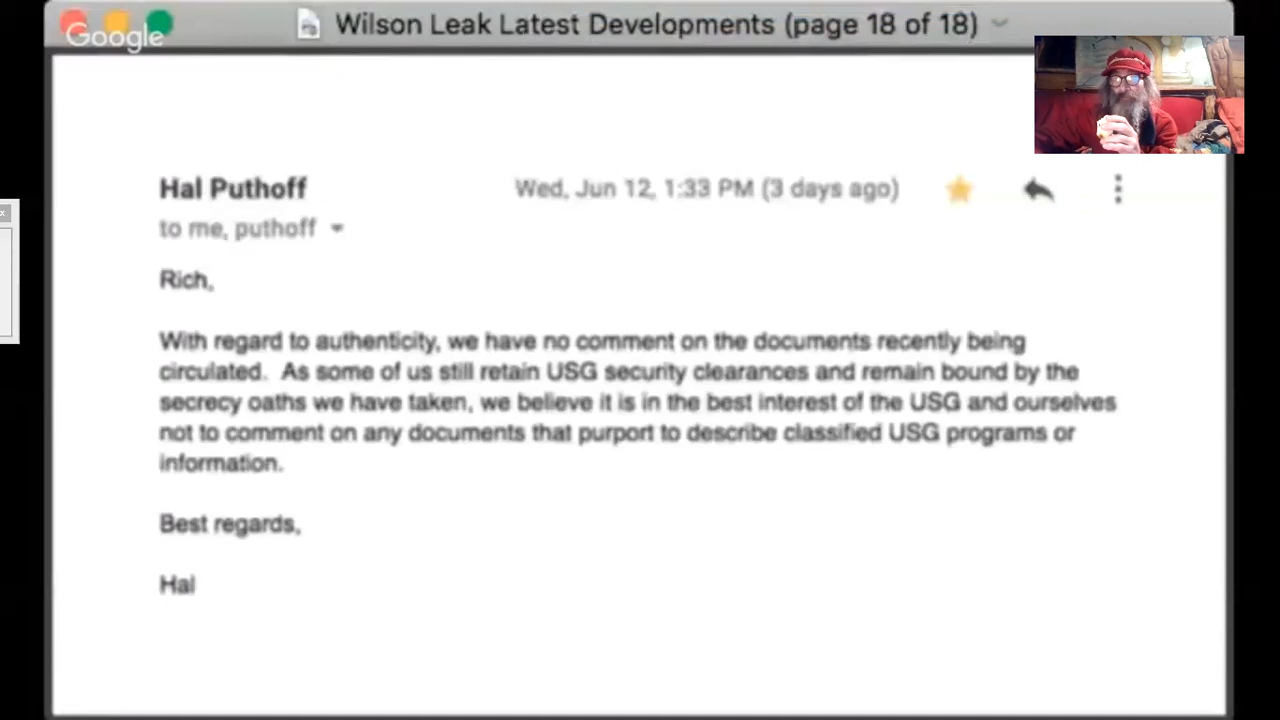 Google
Wilson Leak Latest Developments (page 18 of 18)
x
Hal Puthoff
Wed, Jun 12, 1:33 PM (3 days ago)
to me, puthoff
Rich,
With regard to authenticity, we have no comment on the documents recently being
circulated. As some of us still retain USG security clearances and remain bound by the
secrecy oaths we have taken, we believe it is in the best interest of the USG and ourselves
not to comment on any documents that purport to describe classified USG programs or
information.
Best regards,
Hal